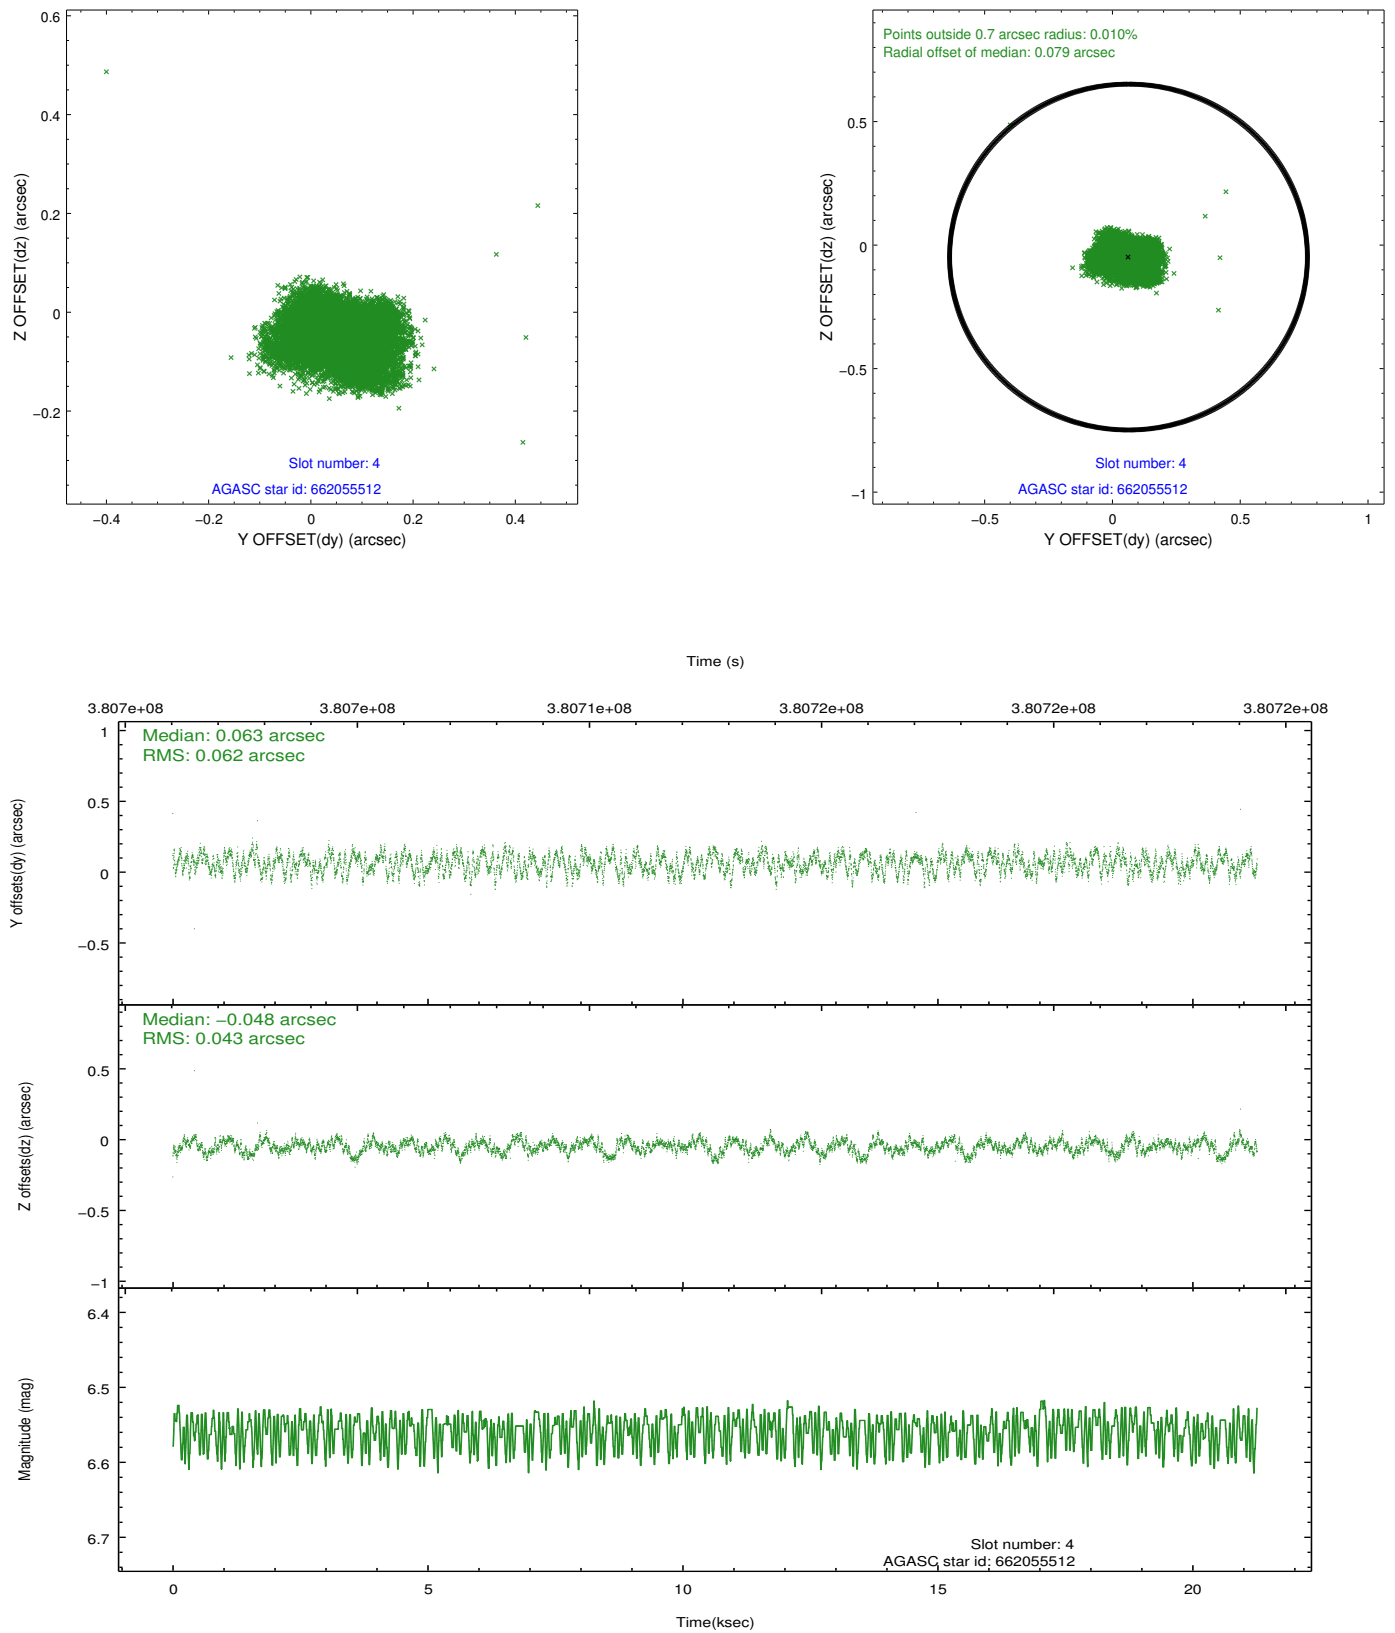 0.6
0.4
0.2
0
−0.2
−0.4
−0.2
0
0.2
0.4
Z OFFSET(dz) (arcsec)
Y OFFSET(dy) (arcsec)
Slot number: 4
AGASC star id: 662055512
Points outside 0.7 arcsec radius: 0.010%
Radial offset of median: 0.079 arcsec
0.5
0
−0.5
−1
−0.5
0
0.5
1
Z OFFSET(dz) (arcsec)
Y OFFSET(dy) (arcsec)
Slot number: 4
AGASC star id: 662055512
Time (s)
3.807e+08 3.807e+08 3.8071e+08 3.8072e+08 3.8072e+08 3.8072e+08
Median: 0.063 arcsec
RMS: 0.062 arcsec
1
0.5
0
−0.5
Y offsets(dy) (arcsec)
Median: −0.048 arcsec
RMS: 0.043 arcsec
0.5
0
−0.5
−1
Z offsets(dz) (arcsec)
6.4
6.5
6.6
6.7
Magnitude (mag)
Slot number: 4
AGASC star id: 662055512
0 5 10 15 20
Time(ksec)